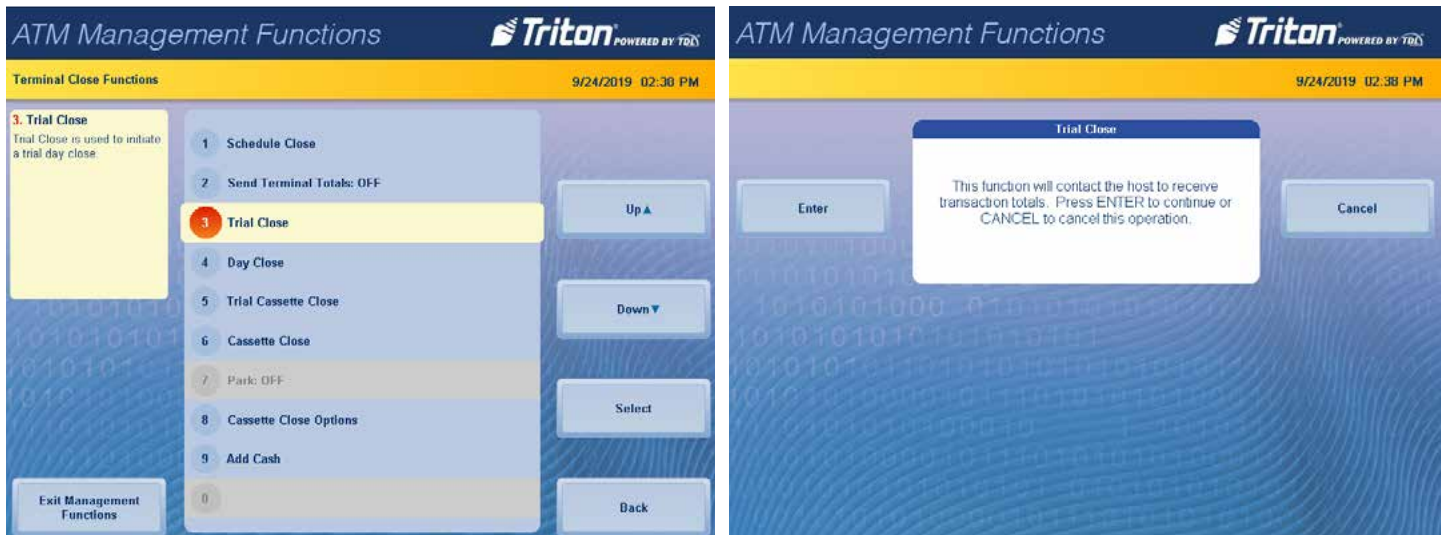 ATM Management Functions
Triton POWERED BY TDL
Terminal Close Functions
9/24/2019 02:38 PM
3. Trial Close
Trial Close is used to initiate
a trial day close.
1 Schedule Close
2 Send Terminal Totals: OFF
3 Trial Close
4 Day Close
5 Trial Cassette Close
6 Cassette Close
7 Park: OFF
8 Cassette Close Options
9 Add Cash
0
Up▲
Down▼
Select
Back
Exit Management
Functions
ATM Management Functions
Triton POWERED BY TDL
9/24/2019 02:38 PM
Trial Close
This function will contact the host to receive
transaction totals. Press ENTER to continue or
CANCEL to cancel this operation.
Enter
Cancel